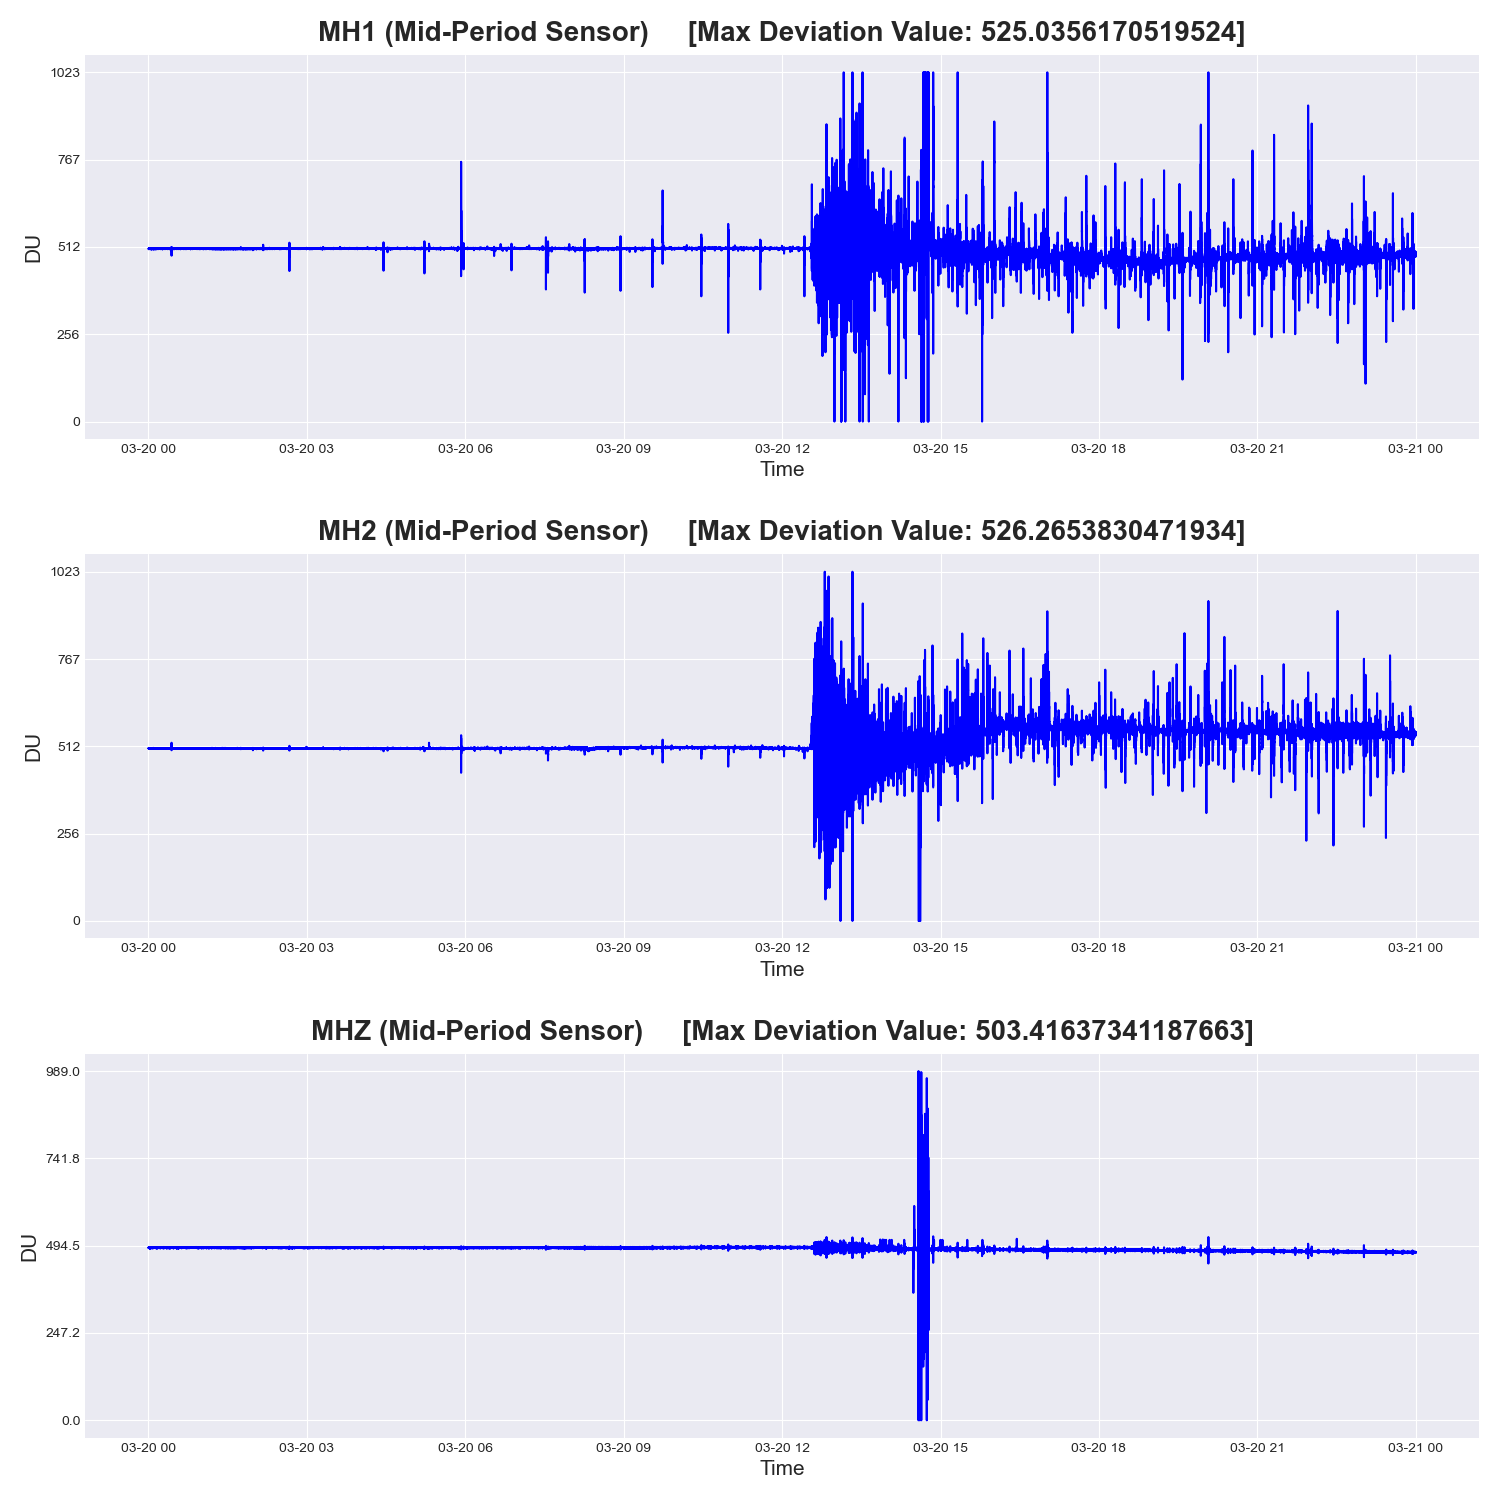 MH1 (Mid-Period Sensor) [Max Deviation Value: 525.0356170519524]
1023
767
512
256
0
DU
03-20 00 03-20 03 03-20 06 03-20 09 03-20 12 03-20 15 03-20 18 03-20 21 03-21 00
Time
MH2 (Mid-Period Sensor) [Max Deviation Value: 526.2653830471934]
1023
767
512
256
0
DU
03-20 00 03-20 03 03-20 06 03-20 09 03-20 12 03-20 15 03-20 18 03-20 21 03-21 00
Time
MHZ (Mid-Period Sensor) [Max Deviation Value: 503.41637341187663]
989.0
741.8
494.5
247.2
0.0
DU
03-20 00 03-20 03 03-20 06 03-20 09 03-20 12 03-20 15 03-20 18 03-20 21 03-21 00
Time